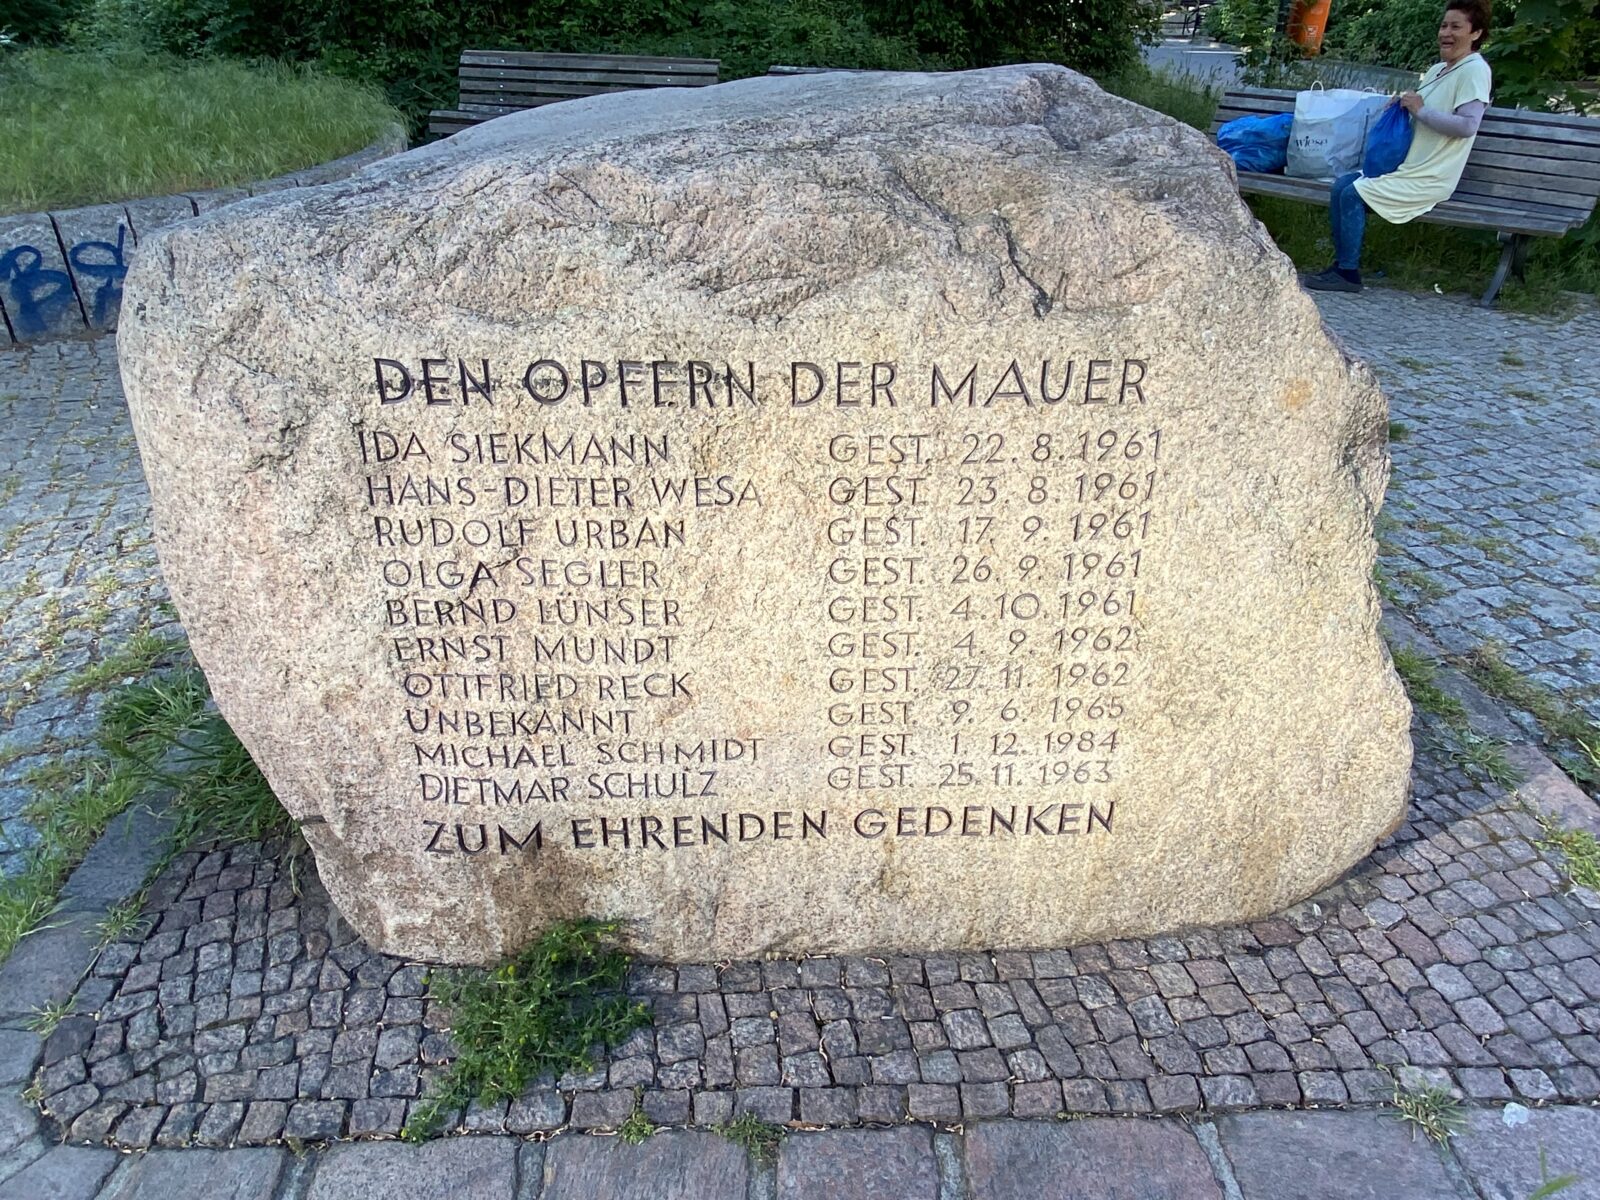 DEN OPFERN DER MAUER
IDA SIEKMANN GEST. 22.8.1961
HANS-DIETER WESA GEST. 23.8.1961
RUDOLF URBAN GEST. 17.9.1961
OLGA SEGLER GEST. 26.9.1961
BERND LÜNSER GEST. 4.10.1961
ERNST MUNDT GEST. 4.9.1962
OTTFRIED RECK GEST. 27.11.1962
UNBEKANNT GEST. 9.6.1965
MICHAEL SCHMIDT GEST. 1.12.1984
DIETMAR SCHULZ GEST. 25.11.1963
ZUM EHRENDEN GEDENKEN